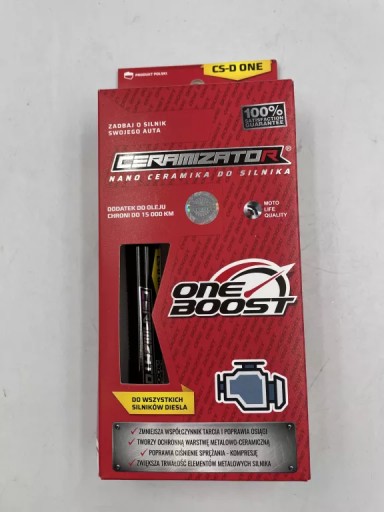 PRODUKT POLSKI
CS-D ONE
ZADBAJ O SILNIK
SWOJEGO AUTA
100%
SATISFACTION
GUARANTEE
CERAMIZATOR®
NANO CERAMIKA DO SILNIKA
DODATEK DO OLEJU
CHRONI DO 15 000 KM
MOTO
LIFE
QUALITY
ONE
BOOST
DO WSZYSTKICH
SILNIKÓW DIESLA
ZMNIEJSZA WSPÓŁCZYNNIK TARCIA I POPRAWIA OSIĄGI
TWORZY OCHRONNĄ WARSTWĘ METALOWO-CERAMICZNĄ
POPRAWIA CIŚNIENIE SPRĘŻANIA - KOMPRESJĘ
ZWIĘKSZA TRWAŁOŚĆ ELEMENTÓW METALOWYCH SILNIKA